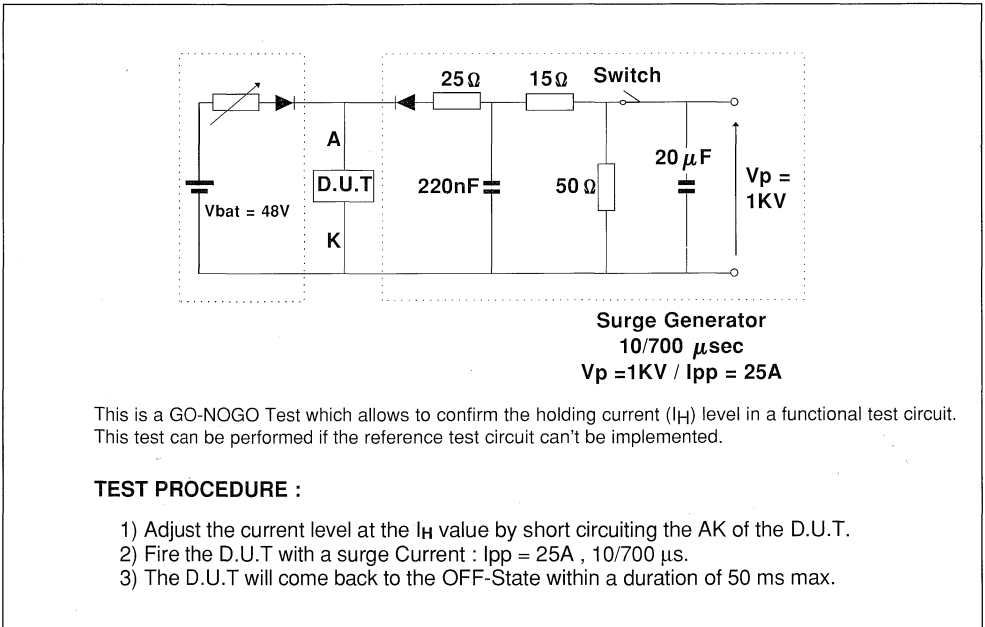 25Ω
15Ω
Switch
A
D.U.T
K
Vbat = 48V
220nF
50Ω
20 μF
Vp =
1KV
Surge Generator
10/700 μsec
Vp =1KV / Ipp = 25A
This is a GO-NOGO Test which allows to confirm the holding current (IH) level in a functional test circuit.
This test can be performed if the reference test circuit can't be implemented.
TEST PROCEDURE :
1) Adjust the current level at the IH value by short circuiting the AK of the D.U.T.
2) Fire the D.U.T with a surge Current : Ipp = 25A , 10/700 μs.
3) The D.U.T will come back to the OFF-State within a duration of 50 ms max.